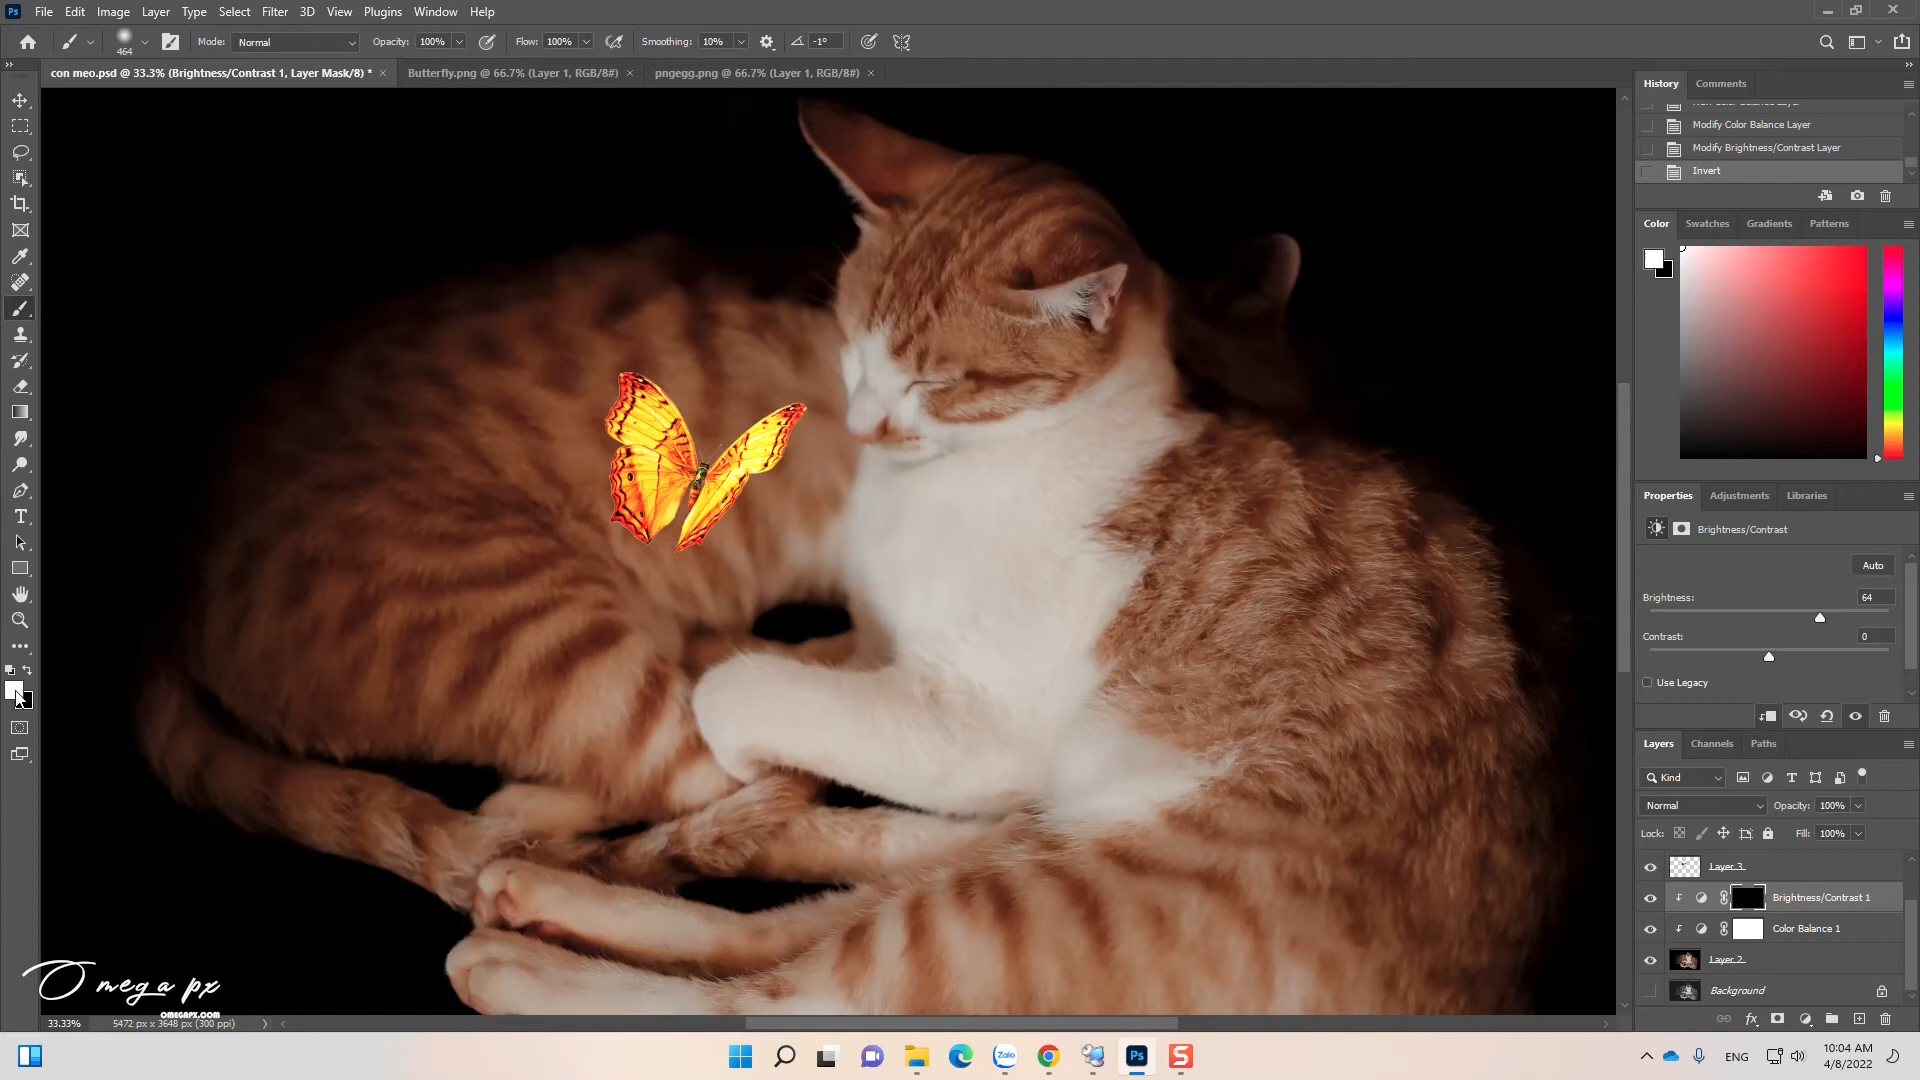 Ps File Edit Image Layer Type Select Filter 3D View Plugins Window Help
464 Mode: Normal Opacity: 100% Flow: 100% Smoothing: 10% -1°
con meo.psd @ 33.3% (Brightness/Contrast 1, Layer Mask/8) * Butterfly.png @ 66.7% (Layer 1, RGB/8#) pngegg.png @ 66.7% (Layer 1, RGB/8#)
History Comments
Modify Color Balance Layer
Modify Brightness/Contrast Layer
Invert
Color Swatches Gradients Patterns
Properties Adjustments Libraries
Brightness/Contrast
Auto
Brightness: 64
Contrast: 0
Use Legacy
Layers Channels Paths
Kind
Normal Opacity: 100%
Lock: Fill: 100%
Layer 3
Brightness/Contrast 1
Color Balance 1
Layer 2
Background
Omega px
OMEGAPX.COM
33.33% 5472 px x 3648 px (300 ppi)
Zalo Ps S ENG 10:04 AM
4/8/2022